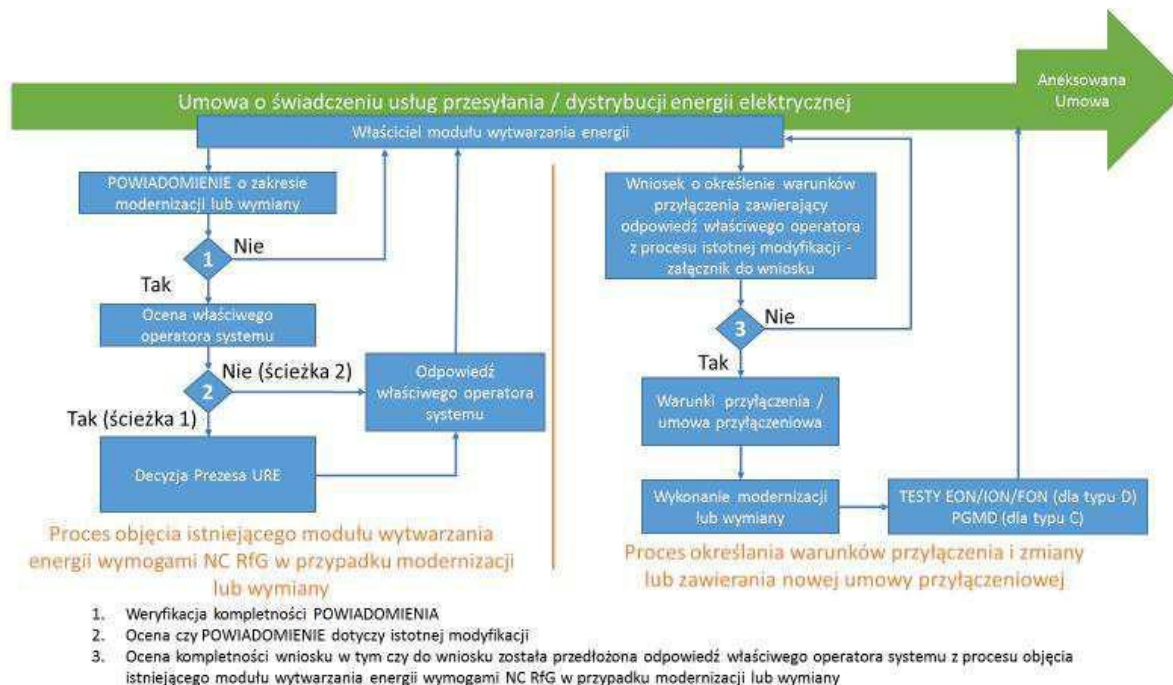 Aneksowana
Umowa
Umowa o świadczeniu usług przesyłania / dystrybucji energii elektrycznej
Właściciel modułu wytwarzania energii
POWIADOMIENIE o zakresie
modernizacji lub wymiany
1
Nie
Tak
Ocena właściwego
operatora systemu
2
Nie (ścieżka 2)
Tak (ścieżka 1)
Odpowiedź
właściwego operatora
systemu
Decyzja Prezesa URE
Proces objęcia istniejącego modułu wytwarzania
energii wymogami NC RfG w przypadku modernizacji
lub wymiany
Wniosek o określenie warunków
przyłączenia zawierający
odpowiedź właściwego operatora
z procesu istotnej modyfikacji -
załącznik do wniosku
3
Nie
Tak
Warunki przyłączenia /
umowa przyłączeniowa
Wykonanie modernizacji
lub wymiany
TESTY EON/ION/FON (dla typu D)
PGMD (dla typu C)
Proces określania warunków przyłączenia i zmiany
lub zawierania nowej umowy przyłączeniowej
1. Weryfikacja kompletności POWIADOMIENIA
2. Ocena czy POWIADOMIENIE dotyczy istotnej modyfikacji
3. Ocena kompletności wniosku w tym czy do wniosku została przedłożona odpowiedź właściwego operatora systemu z procesu objęcia
istniejącego modułu wytwarzania energii wymogami NC RfG w przypadku modernizacji lub wymiany